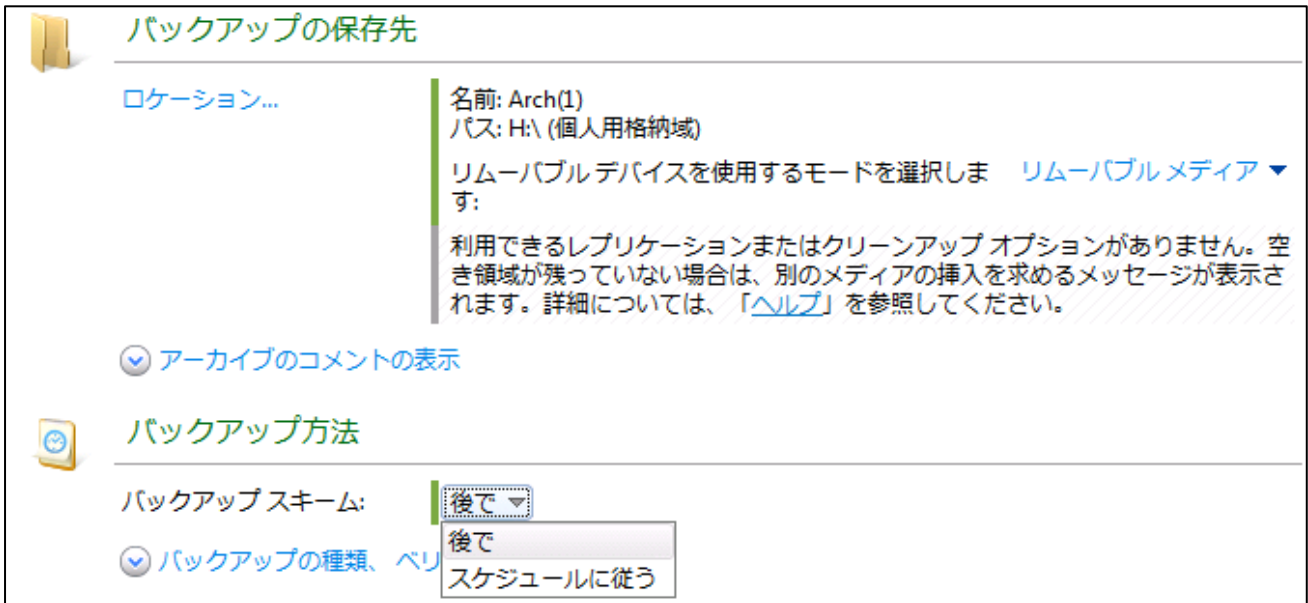 バックアップの保存先
ロケーション...
名前: Arch(1)
パス: H:\ (個人用格納域)
リムーバブル デバイスを使用するモードを選択しま
す:
リムーバブル メディア
利用できるレプリケーションまたはクリーンアップ オプションがありません。空
き領域が残っていない場合は、別のメディアの挿入を求めるメッセージが表示さ
れます。詳細については、「ヘルプ」を参照してください。
アーカイブのコメントの表示
バックアップ方法
バックアップ スキーム:
後で
後で
スケジュールに従う
バックアップの種類、 ベリ